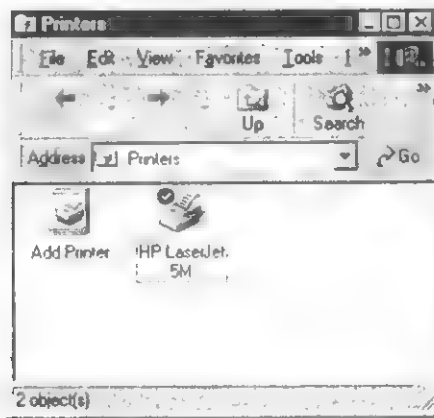 Printers
File Edit View Favorites Tools
Up Search
Address Printers Go
Add Printer HP LaserJet
5M
2 object(s)